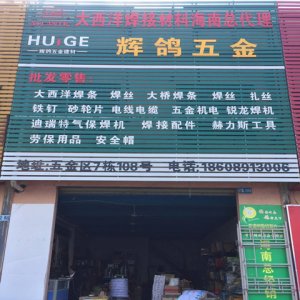 大西洋焊接材料海南总代理
HUIGE
辉鸽五金建材
辉鸽五金
批发零售：
大西洋焊条 焊丝 大桥焊条 焊丝 扎丝
铁钉 砂轮片 电线电缆 五金机电 锐龙焊机
迪瑞特气保焊机 焊接配件 赫力斯工具
劳保用品 安全帽
地址：五金区7栋108号 电话：18608913006